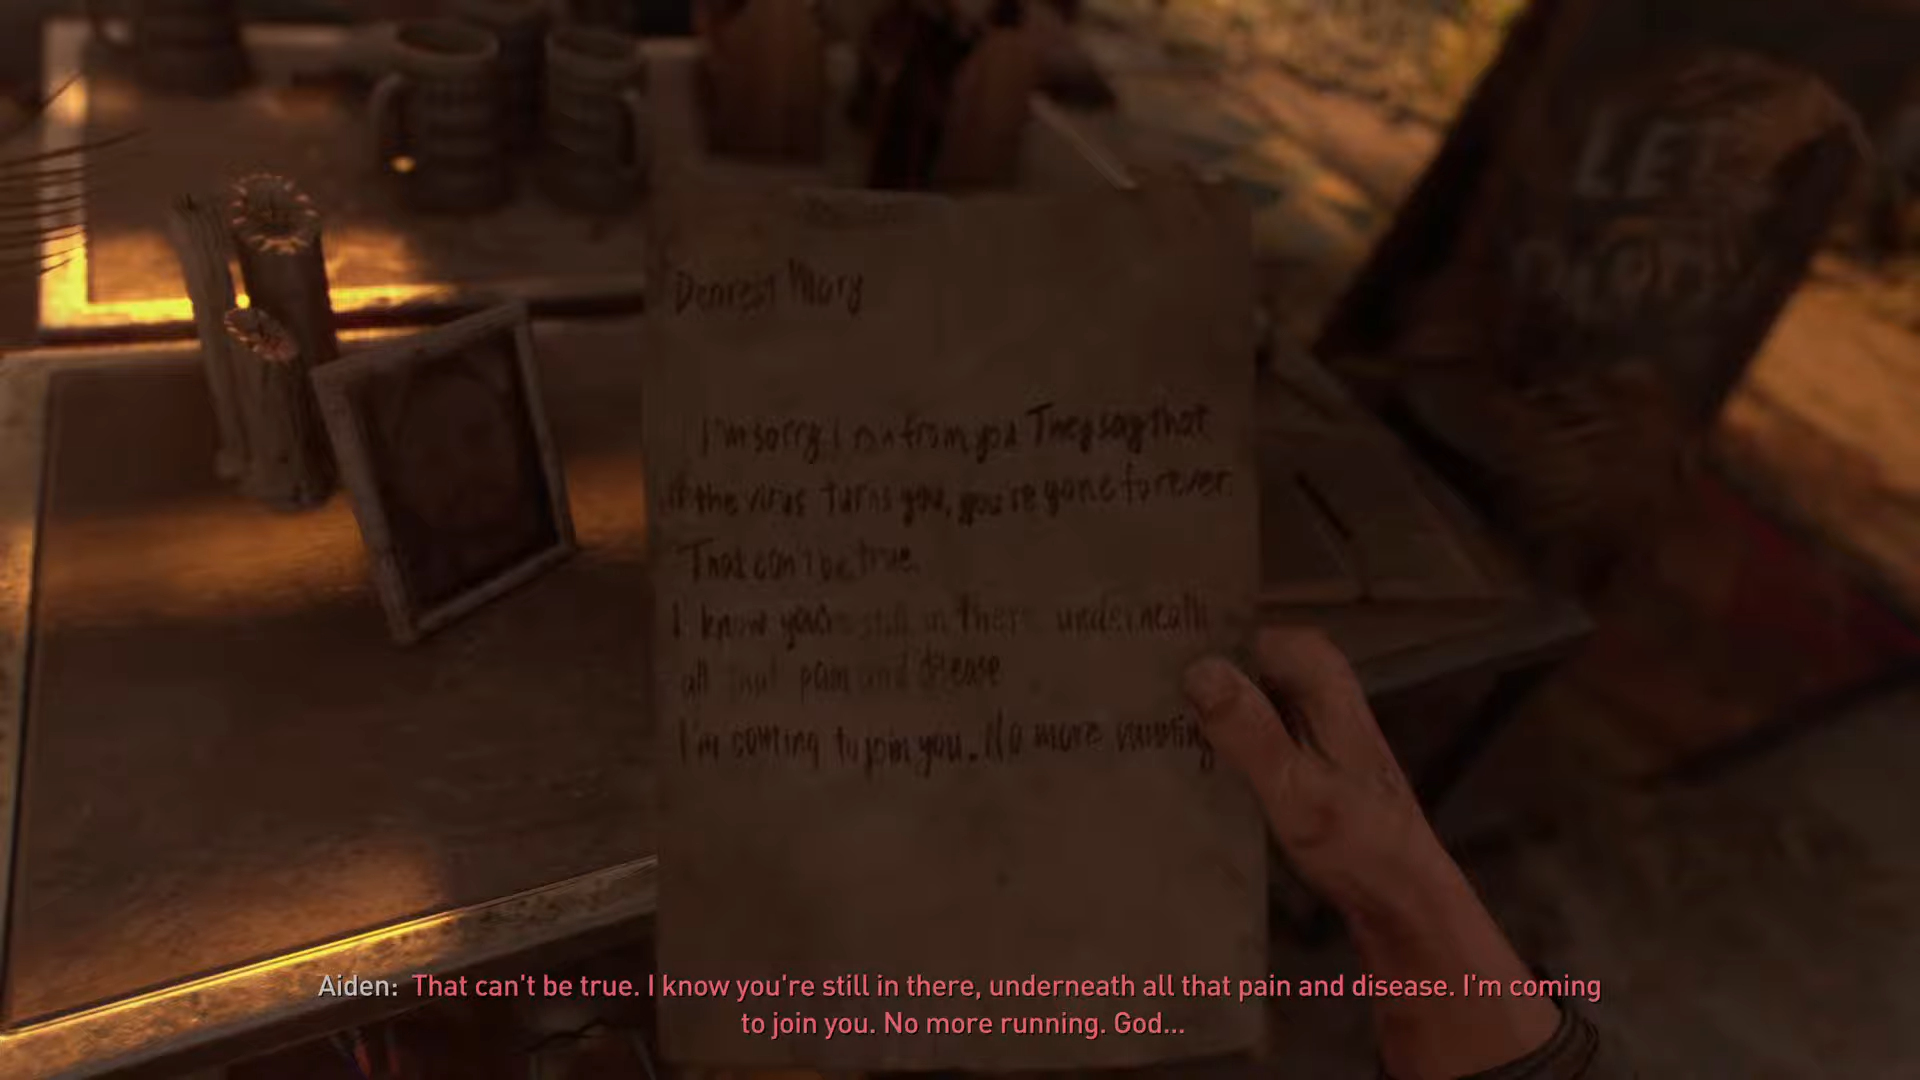 LET
Dearest Mary
I'm sorry I ran from you. They say that
if the virus turns you, you're gone forever.
That can't be true.
I know you're still in there underneath
all that pain and disease
I'm coming to join you. No more running
Aiden: That can't be true. I know you're still in there, underneath all that pain and disease. I'm coming
to join you. No more running. God...